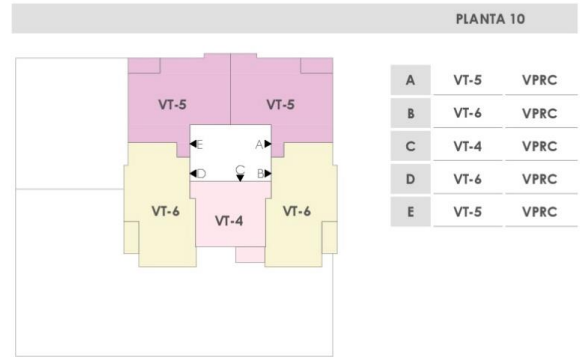 PLANTA 10
VT-5 VT-5
E A
D C B
VT-6 VT-4 VT-6
A VT-5 VPRC
B VT-6 VPRC
C VT-4 VPRC
D VT-6 VPRC
E VT-5 VPRC